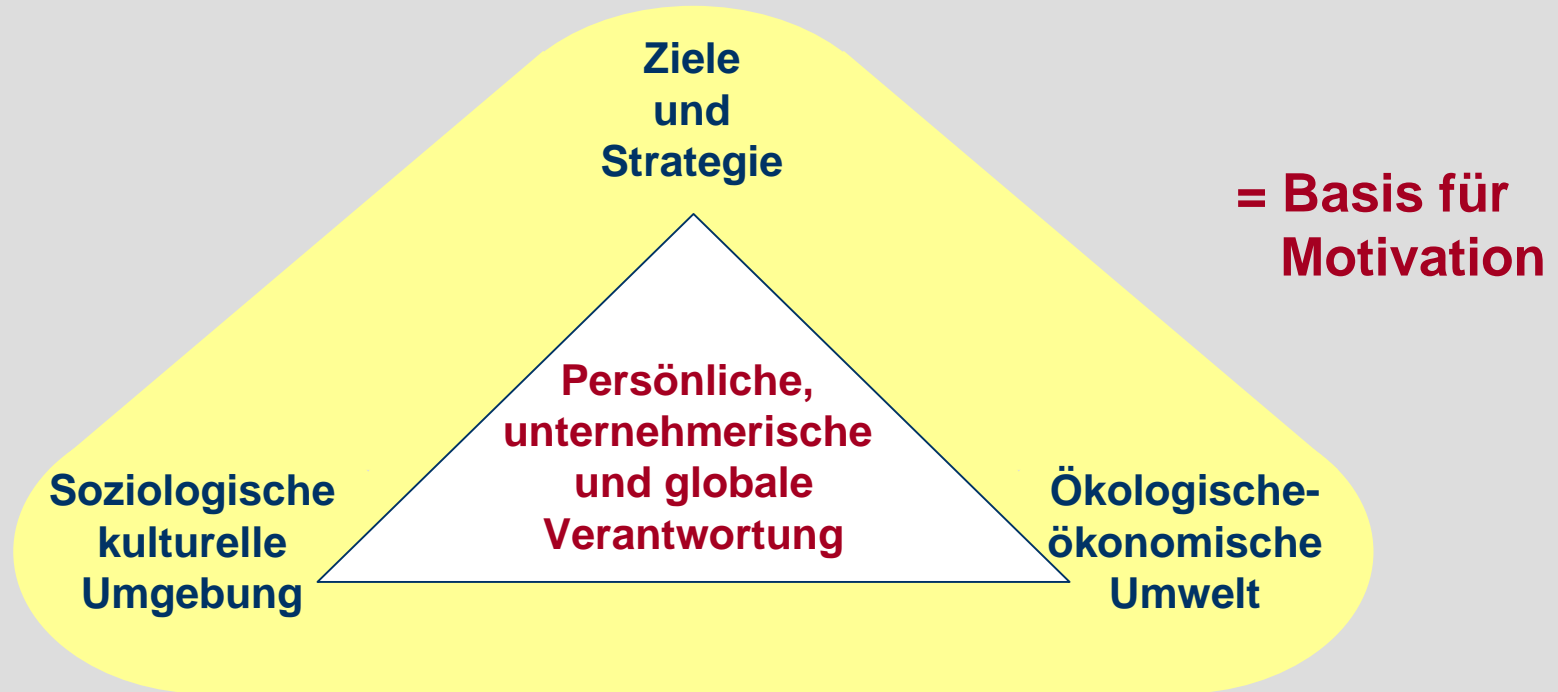 Ziele
und
Strategie
= Basis für
Motivation
Persönliche,
unternehmerische
und globale
Verantwortung
Soziologische
kulturelle
Umgebung
Ökologische-
ökonomische
Umwelt